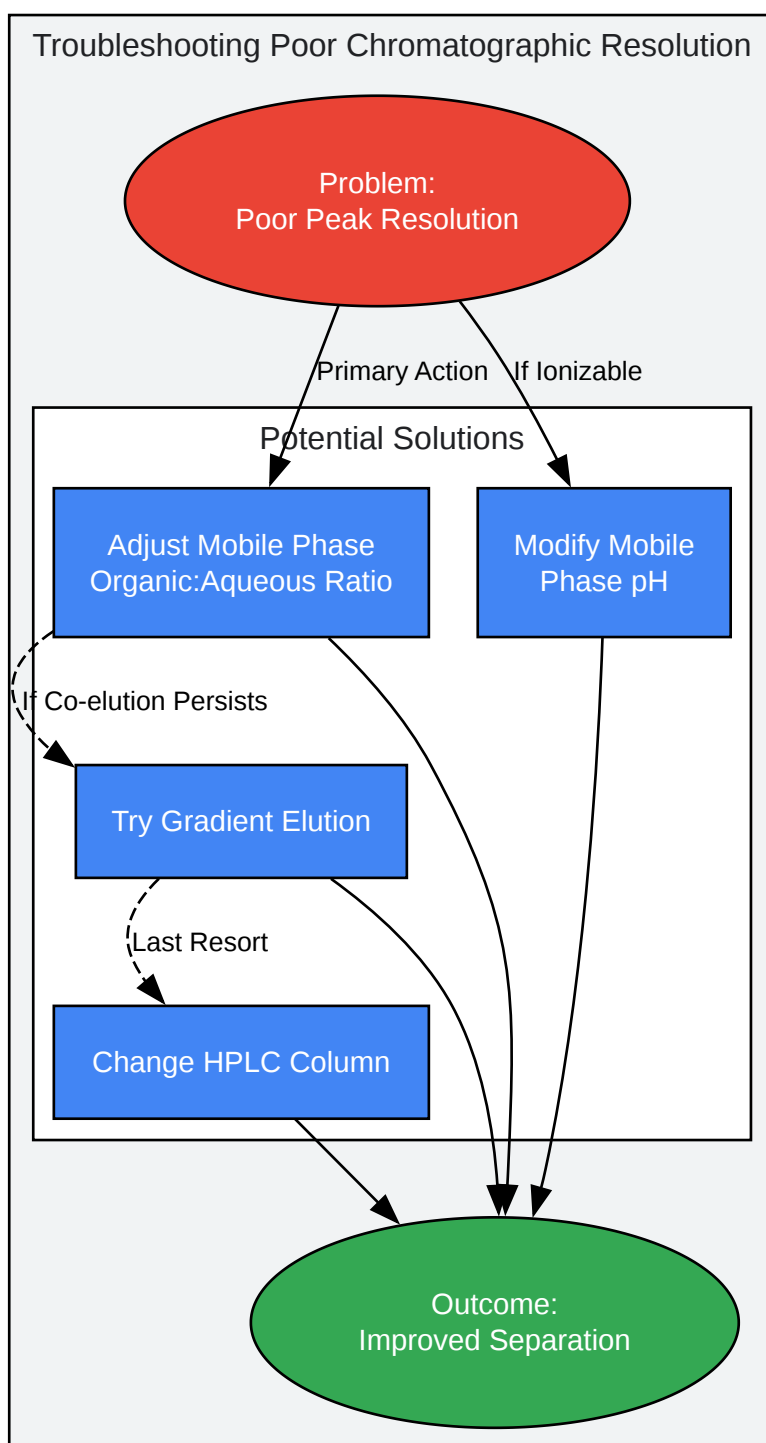 Troubleshooting Poor Chromatographic Resolution
Problem:
Poor Peak Resolution
Primary Action
If Ionizable
Potential Solutions
Adjust Mobile Phase
Organic:Aqueous Ratio
Modify Mobile
Phase pH
If Co-elution Persists
Try Gradient Elution
Last Resort
Change HPLC Column
Outcome:
Improved Separation